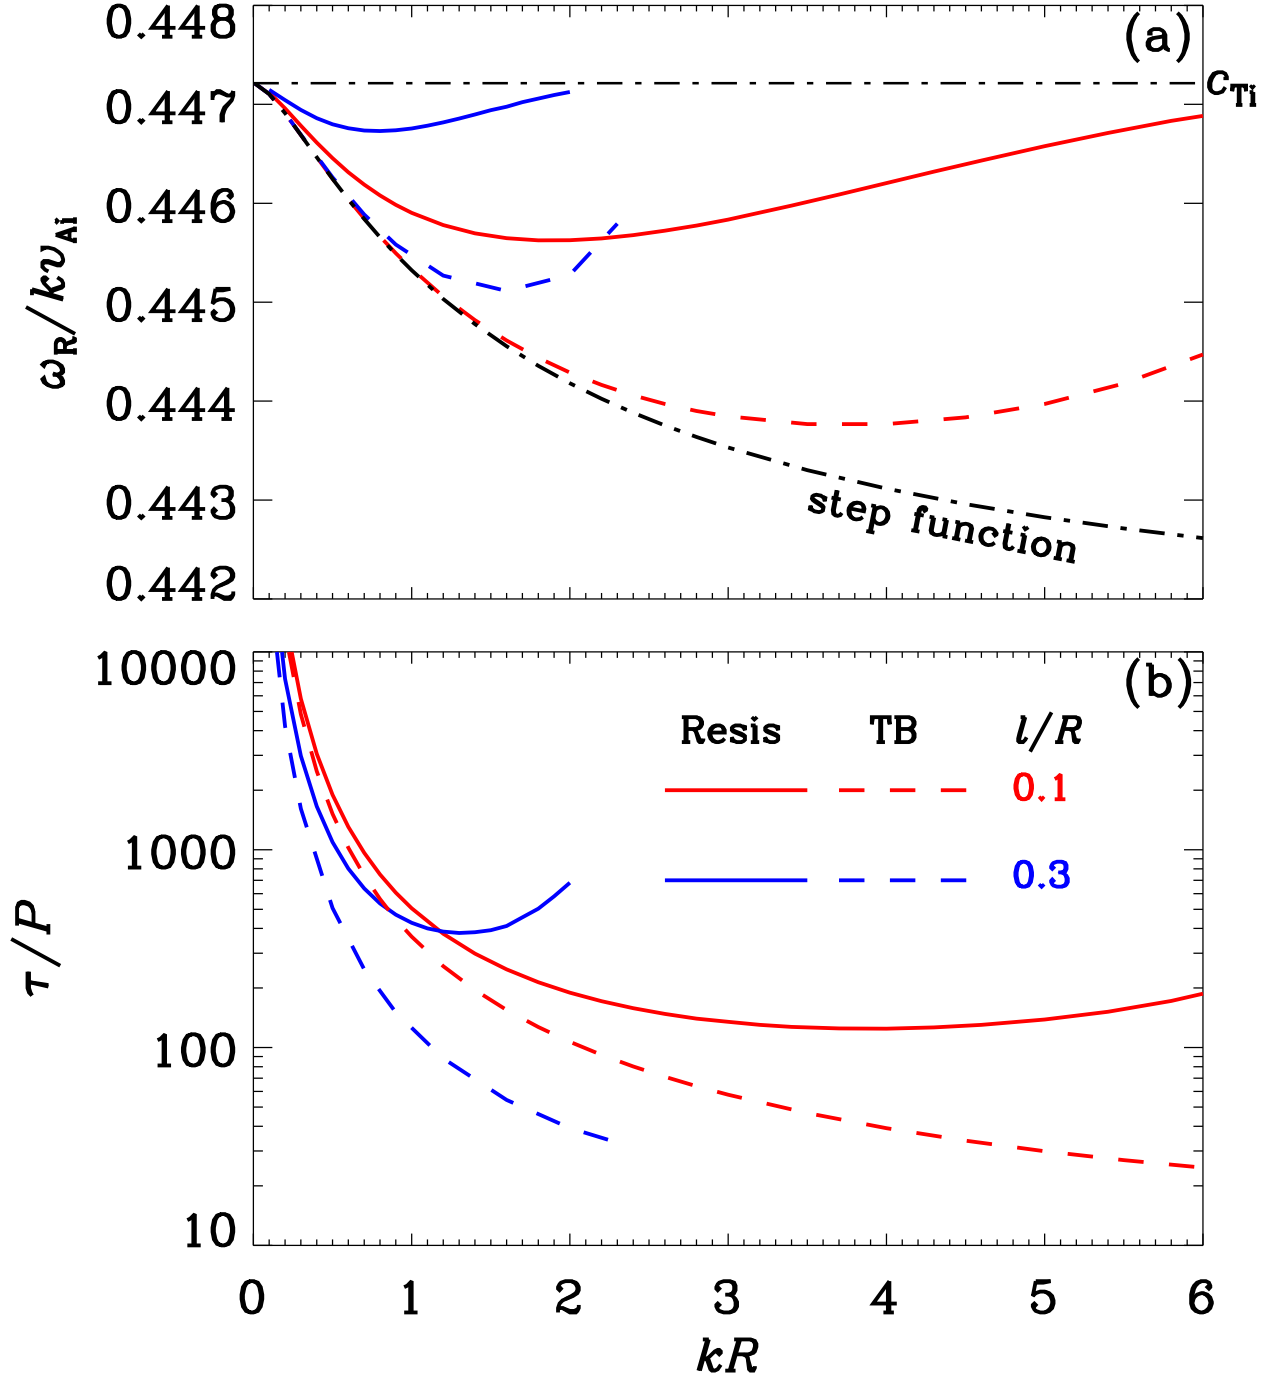 0.448
(a)
0.447
c_Ti
0.446
0.445
0.444
0.443
0.442
ω_R/kv_Ai
step function
10000
(b)
Resis TB l/R
0.1
1000
0.3
100
10
τ/P
0 1 2 3 4 5 6
kR